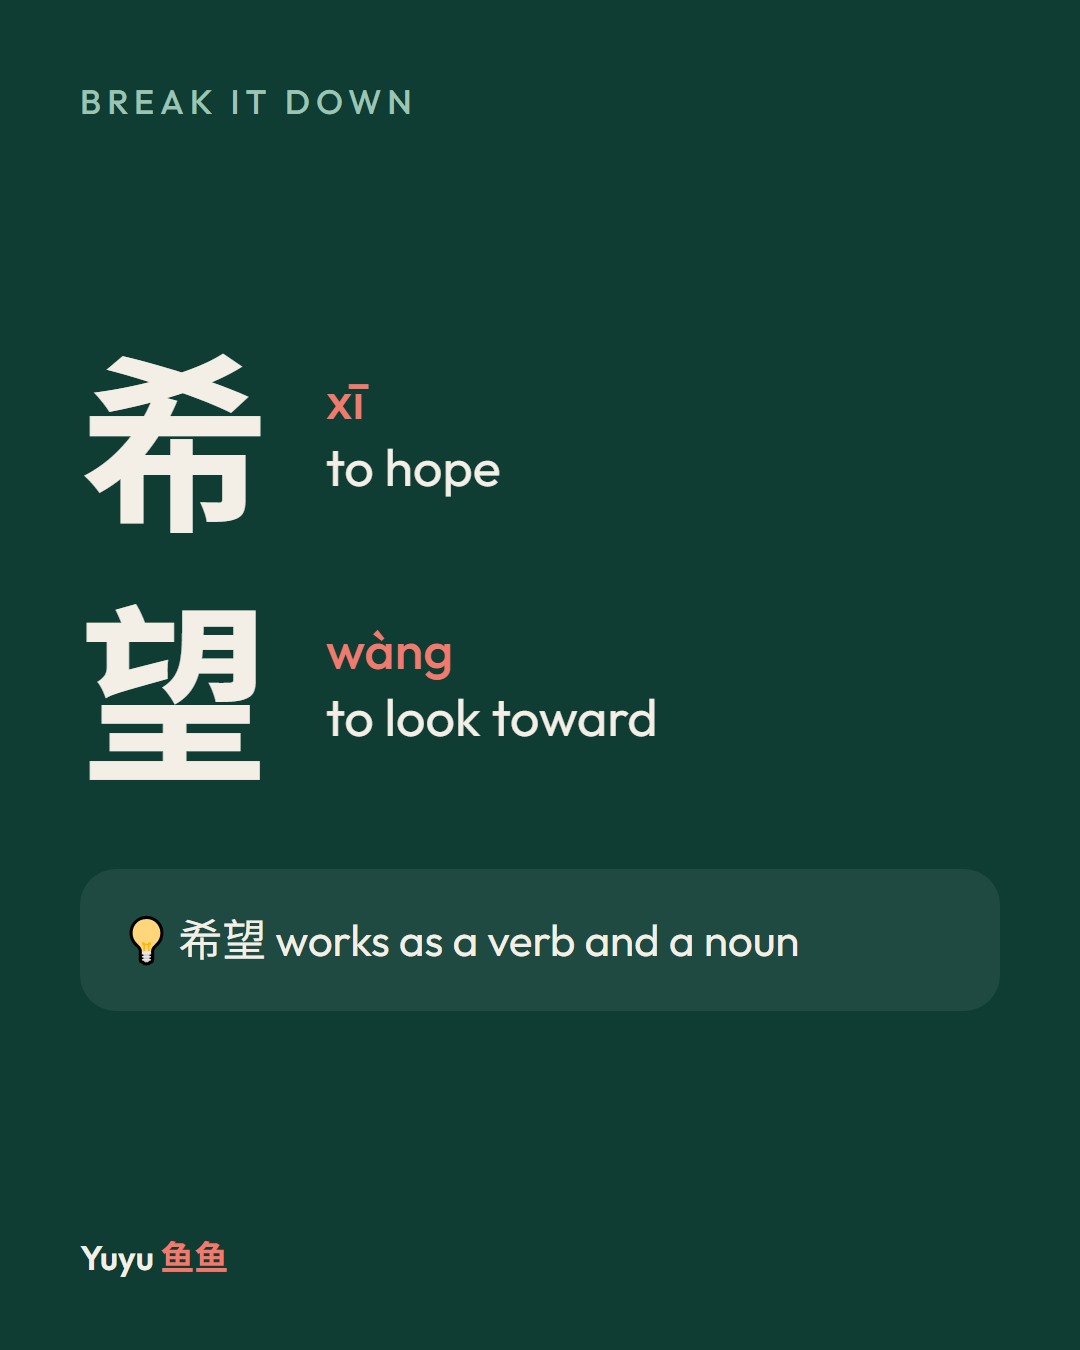 BREAK IT DOWN
希
xī
to hope
望
wàng
to look toward
💡 希望 works as a verb and a noun
Yuyu 鱼鱼